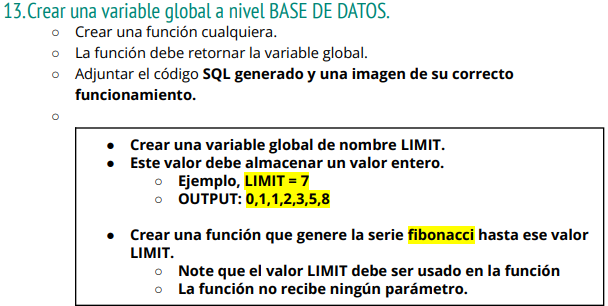 13.Crear una variable global a nivel BASE DE DATOS.
○ Crear una función cualquiera.
○ La función debe retornar la variable global.
○ Adjuntar el código SQL generado y una imagen de su correcto
funcionamiento.
○
● Crear una variable global de nombre LIMIT.
● Este valor debe almacenar un valor entero.
○ Ejemplo, LIMIT = 7
○ OUTPUT: 0,1,1,2,3,5,8
● Crear una función que genere la serie fibonacci hasta ese valor
LIMIT.
○ Note que el valor LIMIT debe ser usado en la función
○ La función no recibe ningún parámetro.